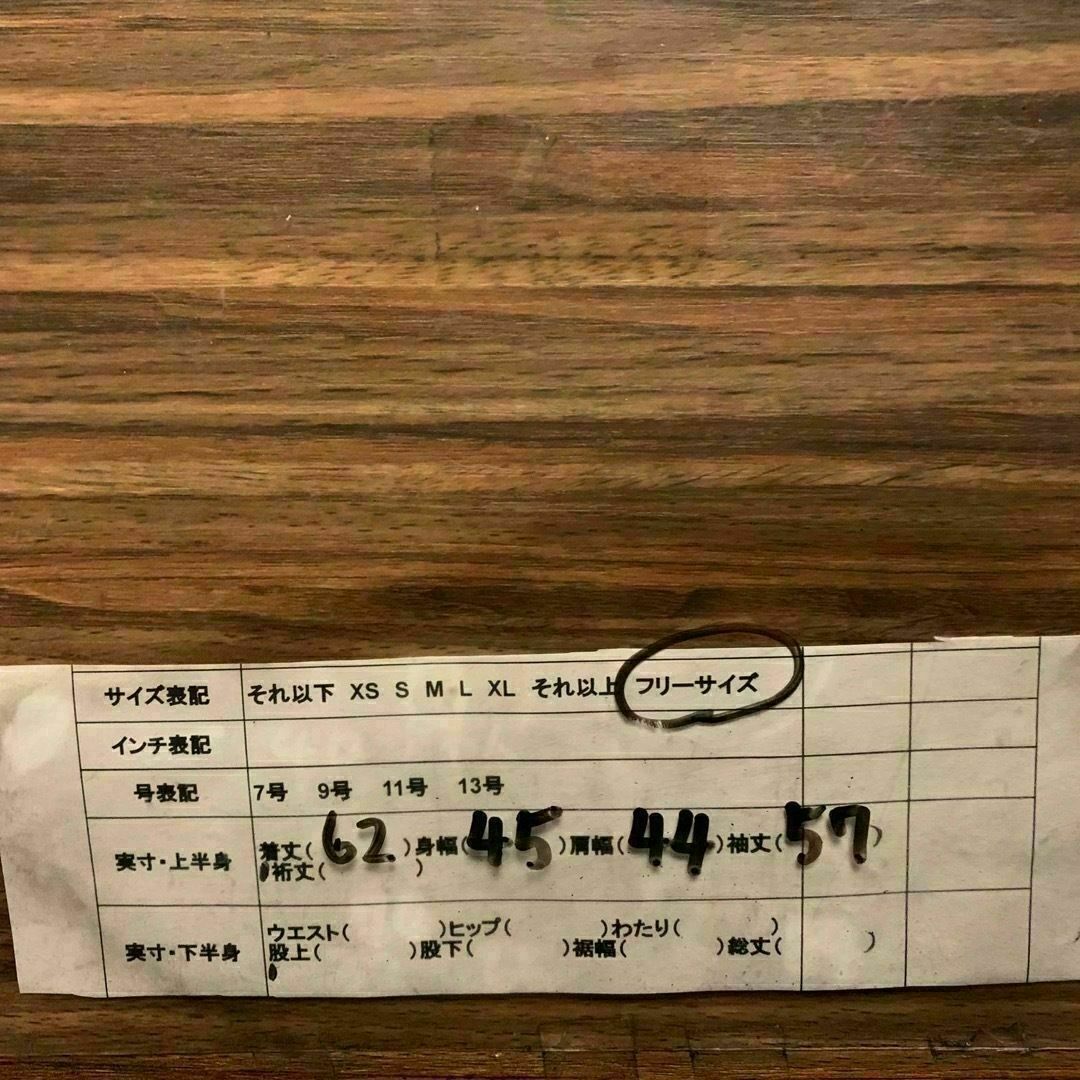 サイズ表記 それ以下 XS S M L XL それ以上 フリーサイズ
インチ表記
号表記 7号 9号 11号 13号
実寸・上半身 着丈( 62 )身幅( 45 )肩幅( 44 )袖丈( 57 )
裄丈( )
実寸・下半身 ウエスト( )ヒップ( )わたり( )
股上( )股下( )裾幅( )総丈( )